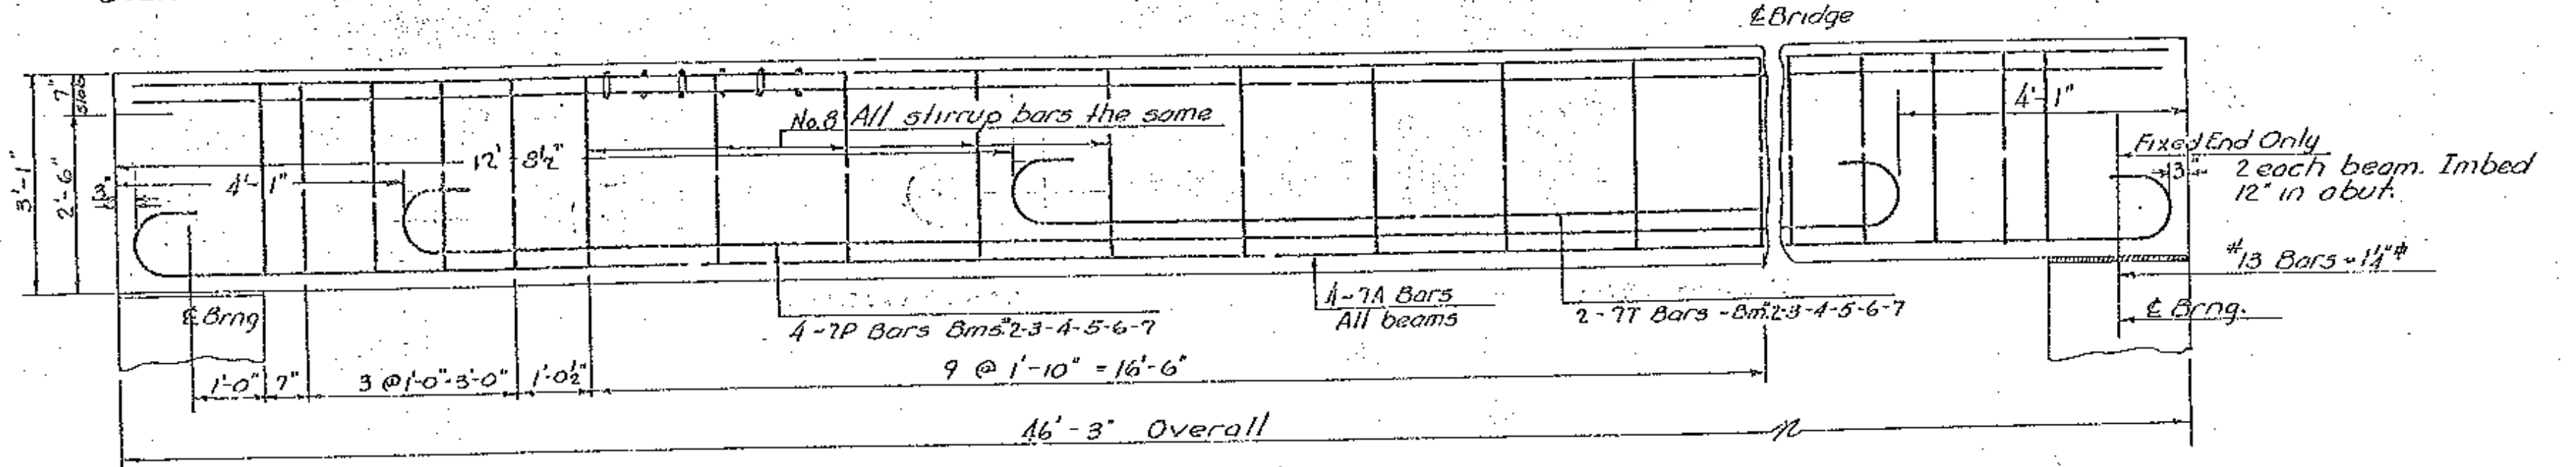 ₵ Bridge
7"
slab
3'-1"
2'-6"
12'-8½"
4'-1"
No.8 All stirrup bars the same
4'-1"
Fixed End Only
2 each beam. Imbed
12" in abut.
3"
#13 Bars - 1¼"⌀
₵ Brng.
₵ Brng
4-7P Bars Bms. 2-3-4-5-6-7
4-7A Bars
All beams
2-7T Bars - Bm. 2-3-4-5-6-7
1'-0"
7"
3 @ 1'-0" = 3'-0"
1'-0½"
9 @ 1'-10" = 16'-6"
46'-3" Overall